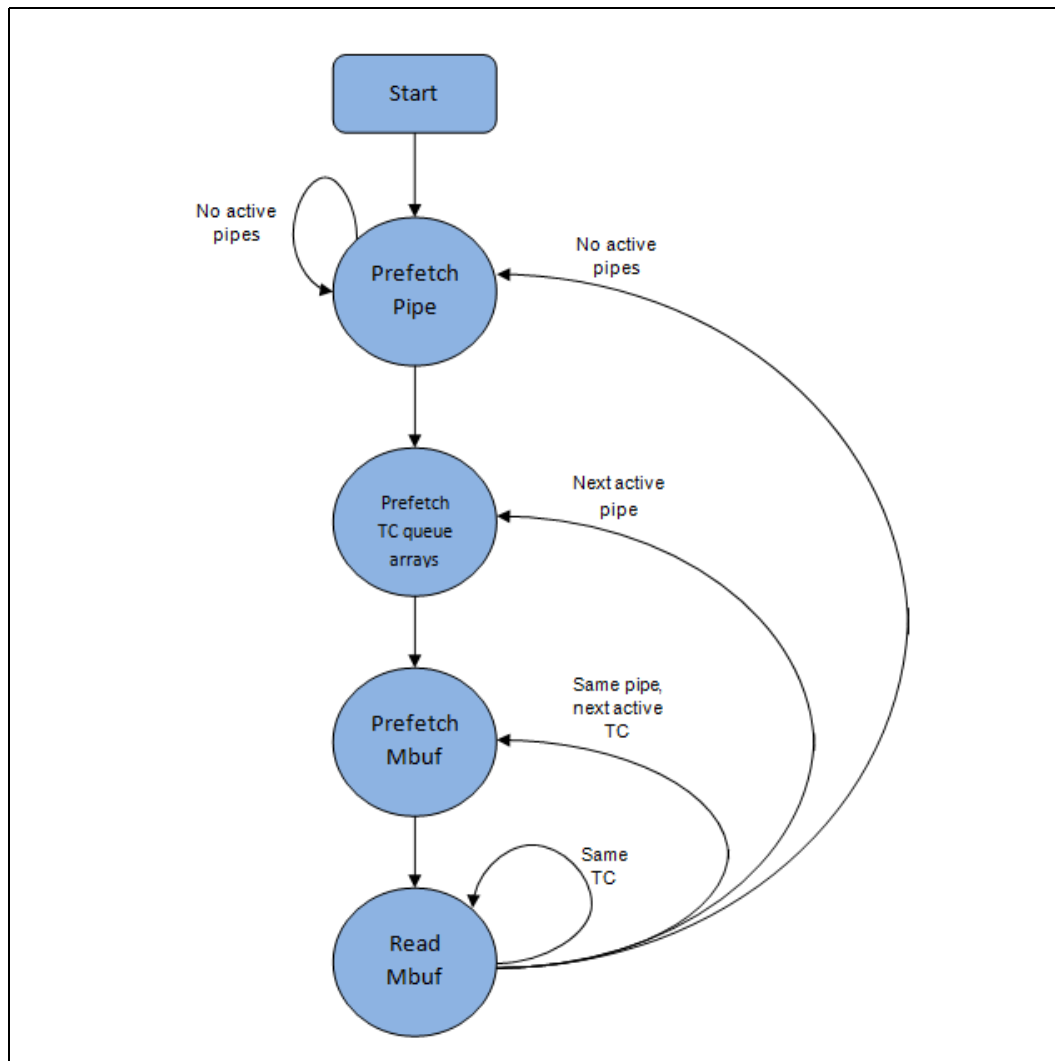 Start
No active
pipes
No active
pipes
Prefetch
Pipe
Next active
pipe
Prefetch
TC queue
arrays
Same pipe,
next active
TC
Prefetch
Mbuf
Same
TC
Read
Mbuf